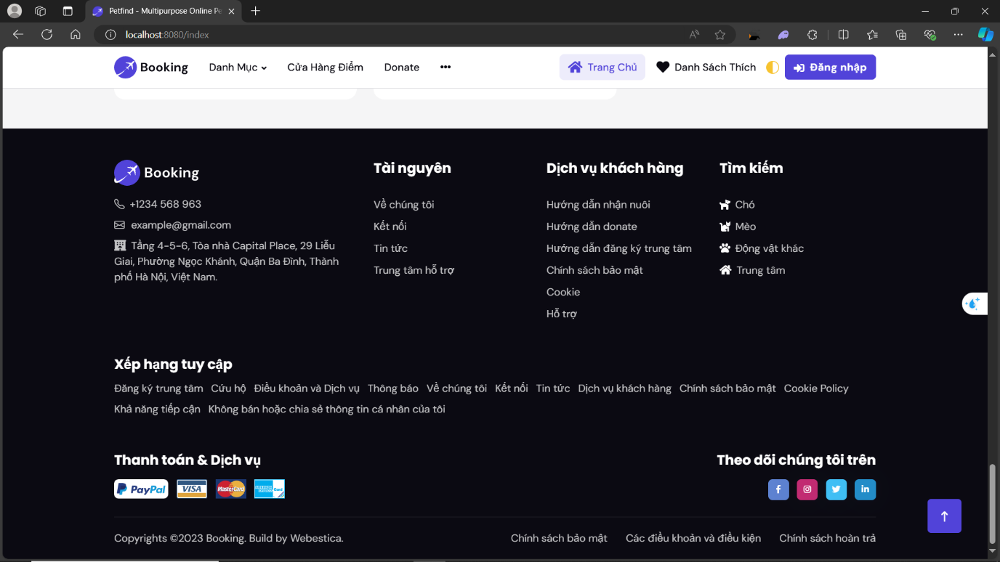 Petfind - Multipurpose Online Pe
localhost:8080/index
Booking
Danh Mục
Cửa Hàng Điểm
Donate
Trang Chủ
Danh Sách Thích
Đăng nhập
Booking
+1234 568 963
example@gmail.com
Tầng 4-5-6, Tòa nhà Capital Place, 29 Liễu
Giai, Phường Ngọc Khánh, Quận Ba Đình, Thành
phố Hà Nội, Việt Nam.
Tài nguyên
Về chúng tôi
Kết nối
Tin tức
Trung tâm hỗ trợ
Dịch vụ khách hàng
Hướng dẫn nhận nuôi
Hướng dẫn donate
Hướng dẫn đăng ký trung tâm
Chính sách bảo mật
Cookie
Hỗ trợ
Tìm kiếm
Chó
Mèo
Động vật khác
Trung tâm
Xếp hạng tuy cập
Đăng ký trung tâm Cứu hộ Điều khoản và Dịch vụ Thông báo Về chúng tôi Kết nối Tin tức Dịch vụ khách hàng Chính sách bảo mật Cookie Policy
Khả năng tiếp cận Không bán hoặc chia sẻ thông tin cá nhân của tôi
Thanh toán & Dịch vụ
PayPal VISA MasterCard
Theo dõi chúng tôi trên
Copyrights ©2023 Booking. Build by Webestica.
Chính sách bảo mật Các điều khoản và điều kiện Chính sách hoàn trả